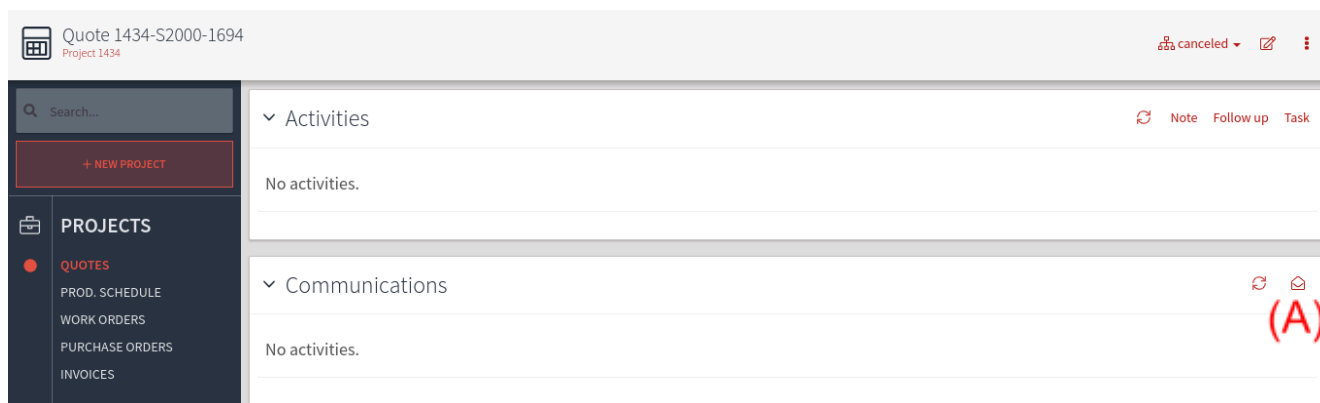 Quote 1434-S2000-1694
Project 1434
canceled
Search...
+ NEW PROJECT
PROJECTS
QUOTES
PROD. SCHEDULE
WORK ORDERS
PURCHASE ORDERS
INVOICES
Activities
Note Follow up Task
No activities.
Communications
(A)
No activities.